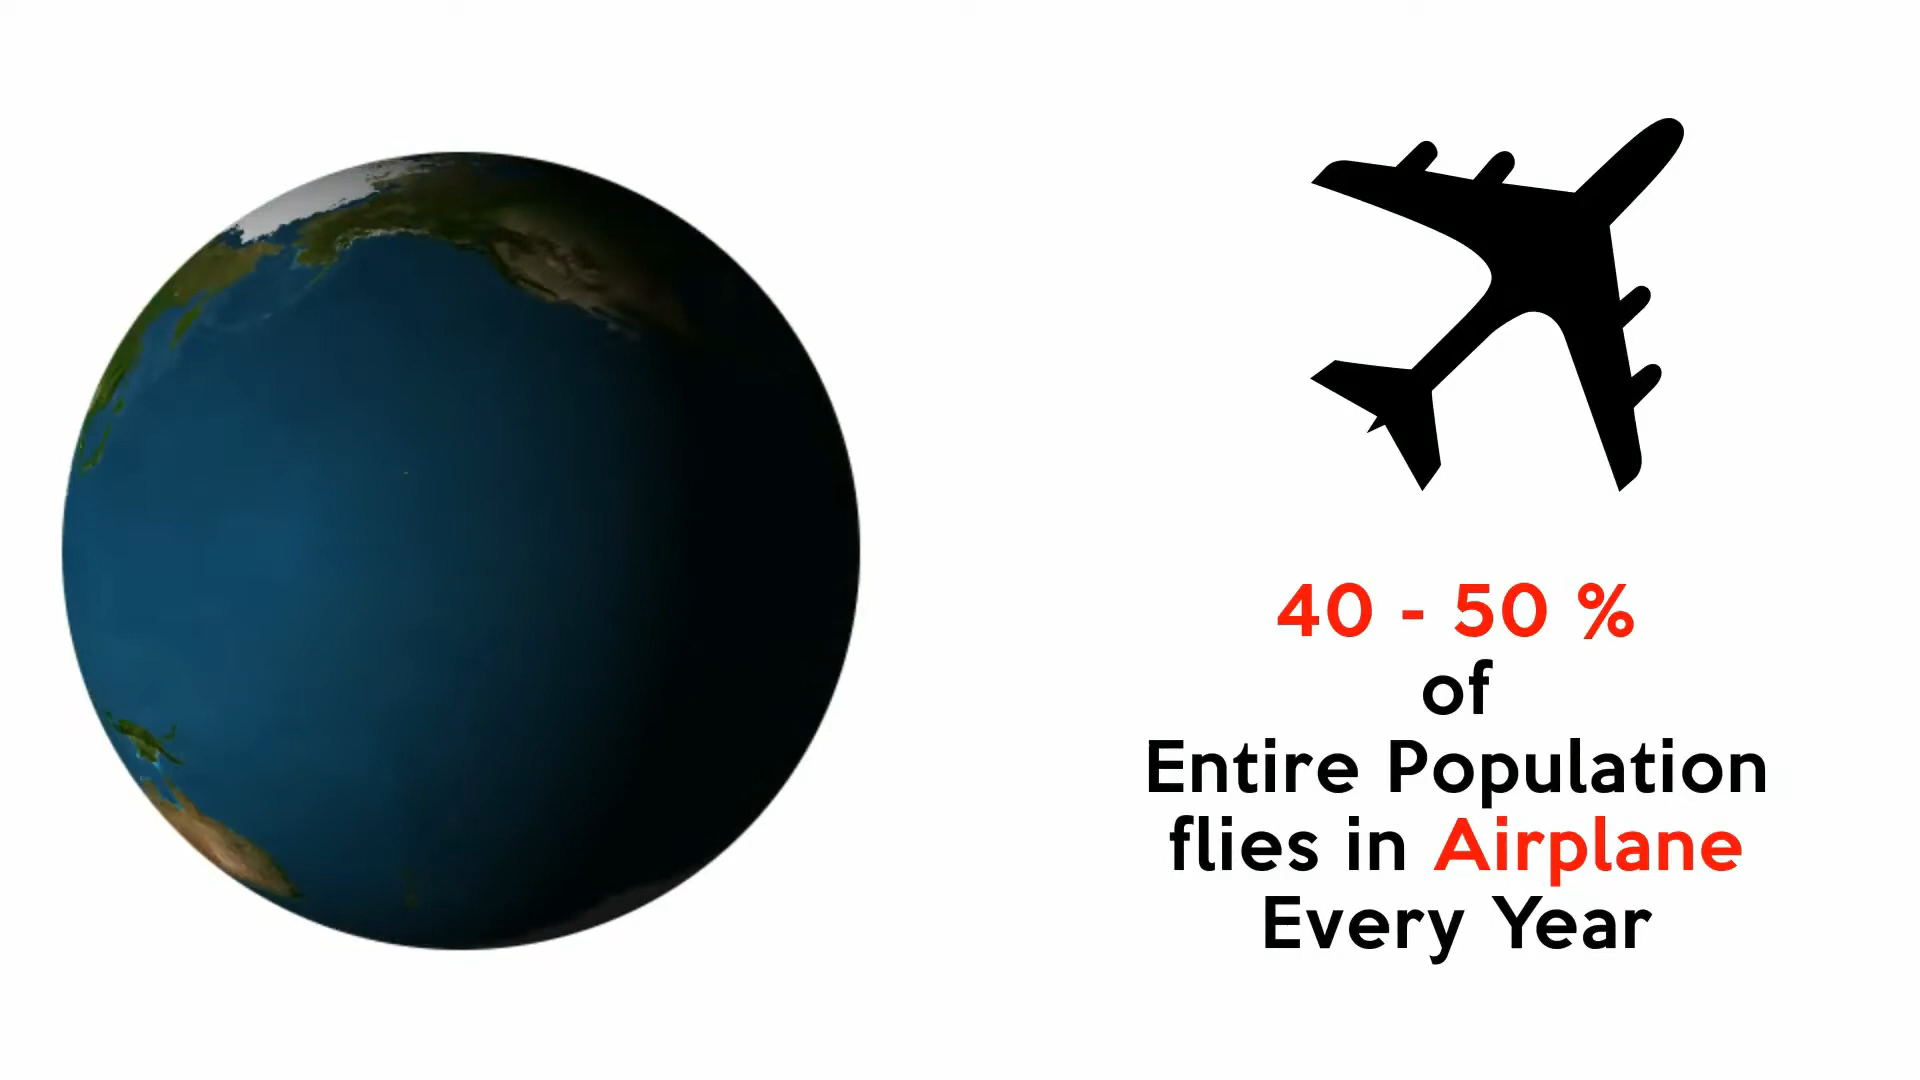 40 - 50 %
of
Entire Population
flies in Airplane
Every Year